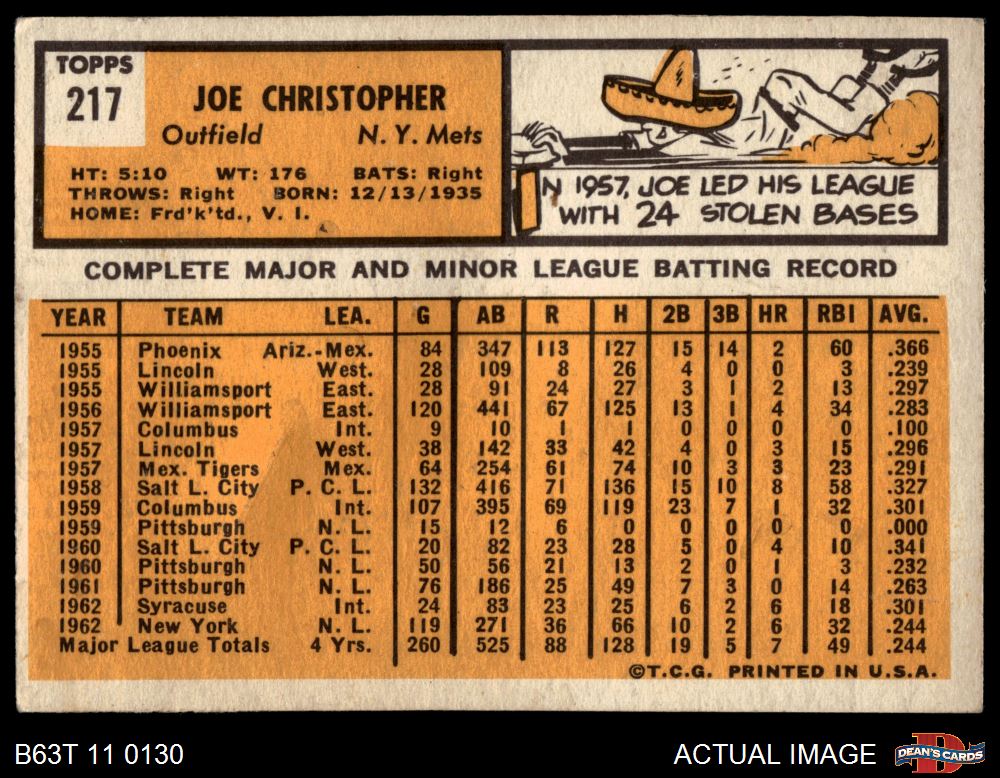 TOPPS
217
JOE CHRISTOPHER
Outfield N. Y. Mets
HT: 5:10 WT: 176 BATS: Right
THROWS: Right BORN: 12/13/1935
HOME: Frd'k'td., V. I.
IN 1957, JOE LED HIS LEAGUE
WITH 24 STOLEN BASES
COMPLETE MAJOR AND MINOR LEAGUE BATTING RECORD
YEAR TEAM LEA. G AB R H 2B 3B HR RBI AVG.
1955 Phoenix Ariz.-Mex. 84 347 113 127 15 14 2 60 .366
1955 Lincoln West. 28 109 8 26 4 0 0 3 .239
1955 Williamsport East. 28 91 24 27 3 1 2 13 .297
1956 Williamsport East. 120 441 67 125 13 1 4 34 .283
1957 Columbus Int. 9 10 1 1 0 0 0 0 .100
1957 Lincoln West. 38 142 33 42 4 0 3 15 .296
1957 Mex. Tigers Mex. 64 254 61 74 10 3 3 23 .291
1958 Salt L. City P. C. L. 132 416 71 136 15 10 8 58 .327
1959 Columbus Int. 107 395 69 119 23 7 1 32 .301
1959 Pittsburgh N. L. 15 12 6 0 0 0 0 0 .000
1960 Salt L. City P. C. L. 20 82 23 28 5 0 4 10 .341
1960 Pittsburgh N. L. 50 56 21 13 2 0 1 3 .232
1961 Pittsburgh N. L. 76 186 25 49 7 3 0 14 .263
1962 Syracuse Int. 24 83 23 25 6 2 6 18 .301
1962 New York N. L. 119 271 36 66 10 2 6 32 .244
Major League Totals 4 Yrs. 260 525 88 128 19 5 7 49 .244
©T.C.G. PRINTED IN U.S.A.
B63T 11 0130 ACTUAL IMAGE DEAN'S CARDS